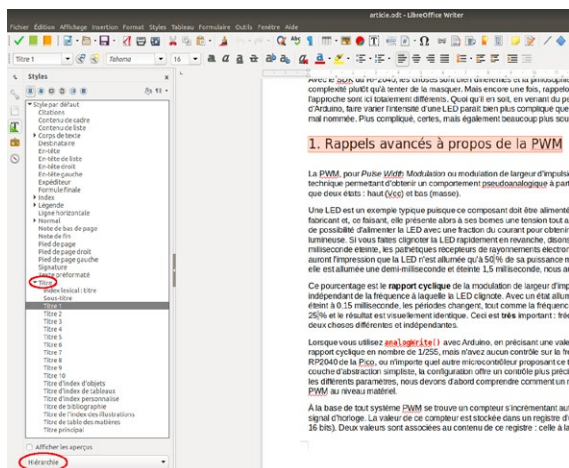 article.odt - LibreOffice Writer
Fichier Édition Affichage Insertion Format Styles Tableau Formulaire Outils Fenêtre Aide
Titre 1
Tahoma
16
Styles
Style par défaut
Citations
Contenu de cadre
Contenu de liste
Corps de texte
Destinataire
En-tête
En-tête de liste
En-tête droit
En-tête gauche
Expéditeur
Formule finale
Index
Légende
Ligne horizontale
Normal
Note de bas de page
Note de fin
Pied de page
Pied de page droit
Pied de page gauche
Signature
Texte préformaté
Titre
Index lexical : titre
Sous-titre
Titre 1
Titre 2
Titre 3
Titre 4
Titre 5
Titre 6
Titre 7
Titre 8
Titre 9
Titre 10
Titre d'index d'objets
Titre d'index de tableaux
Titre d'index personnalisé
Titre de bibliographie
Titre de l'index des illustrations
Titre de table des matières
Titre principal
Afficher les aperçus
Hiérarchie
Avec le SDK du RP2040, les choses sont bien différentes et la
complexité plutôt qu'à tenter de la masquer. Mais encore une fois, rappelo
l'approche sont ici totalement différents. Quoi qu'il en soit, en venant du p
d'Arduino, faire varier l'intensité d'une LED paraît bien plus compliqué que
mal nommée. Plus compliqué, certes, mais également beaucoup plus sou
1. Rappels avancés à propos de la PWM
La PWM, pour Pulse Width Modulation ou modulation de largeur d'impulsi
technique permettant d'obtenir un comportement pseudoanalogique à part
que deux états : haut (Vcc) et bas (masse).
Une LED est un exemple typique puisque ce composant doit être alimenté
fabricant et, ce faisant, elle présente alors à ses bornes une tension tout a
de possibilité d'alimenter la LED avec une fraction du courant pour obtenir
lumineuse. Si vous faites clignoter la LED rapidement en revanche, disons
milliseconde éteinte, les pathétiques récepteurs de rayonnements électron
auront l'impression que la LED n'est allumée qu'à 50 % de sa puissance m
elle est allumée une demi-milliseconde et éteinte 1,5 milliseconde, nous au
Ce pourcentage est le rapport cyclique de la modulation de largeur d'imp
indépendant de la fréquence à laquelle la LED clignote. Avec un état allum
éteint à 0.15 milliseconde, les périodes changent, tout comme la fréquenc
25 % et le résultat est visuellement identique. Ceci est très important : fréc
deux choses différentes et indépendantes.
Lorsque vous utilisez analogWrite() avec Arduino, en précisant une vale
rapport cyclique en nombre de 1/255, mais n'avez aucun contrôle sur la fré
RP2040 de la Pico, ou n'importe quel autre microcontrôleur proposant ce t
couche d'abstraction simpliste, la configuration offre un contrôle plus préci
les différents paramètres, nous devons d'abord comprendre comment un r
PWM au niveau matériel.
À la base de tout système PWM se trouve un compteur s'incrémentant aut
signal d'horloge. La valeur de ce compteur est stockée dans un registre d'
16 bits). Deux valeurs sont associées au contenu de ce registre : celle à la